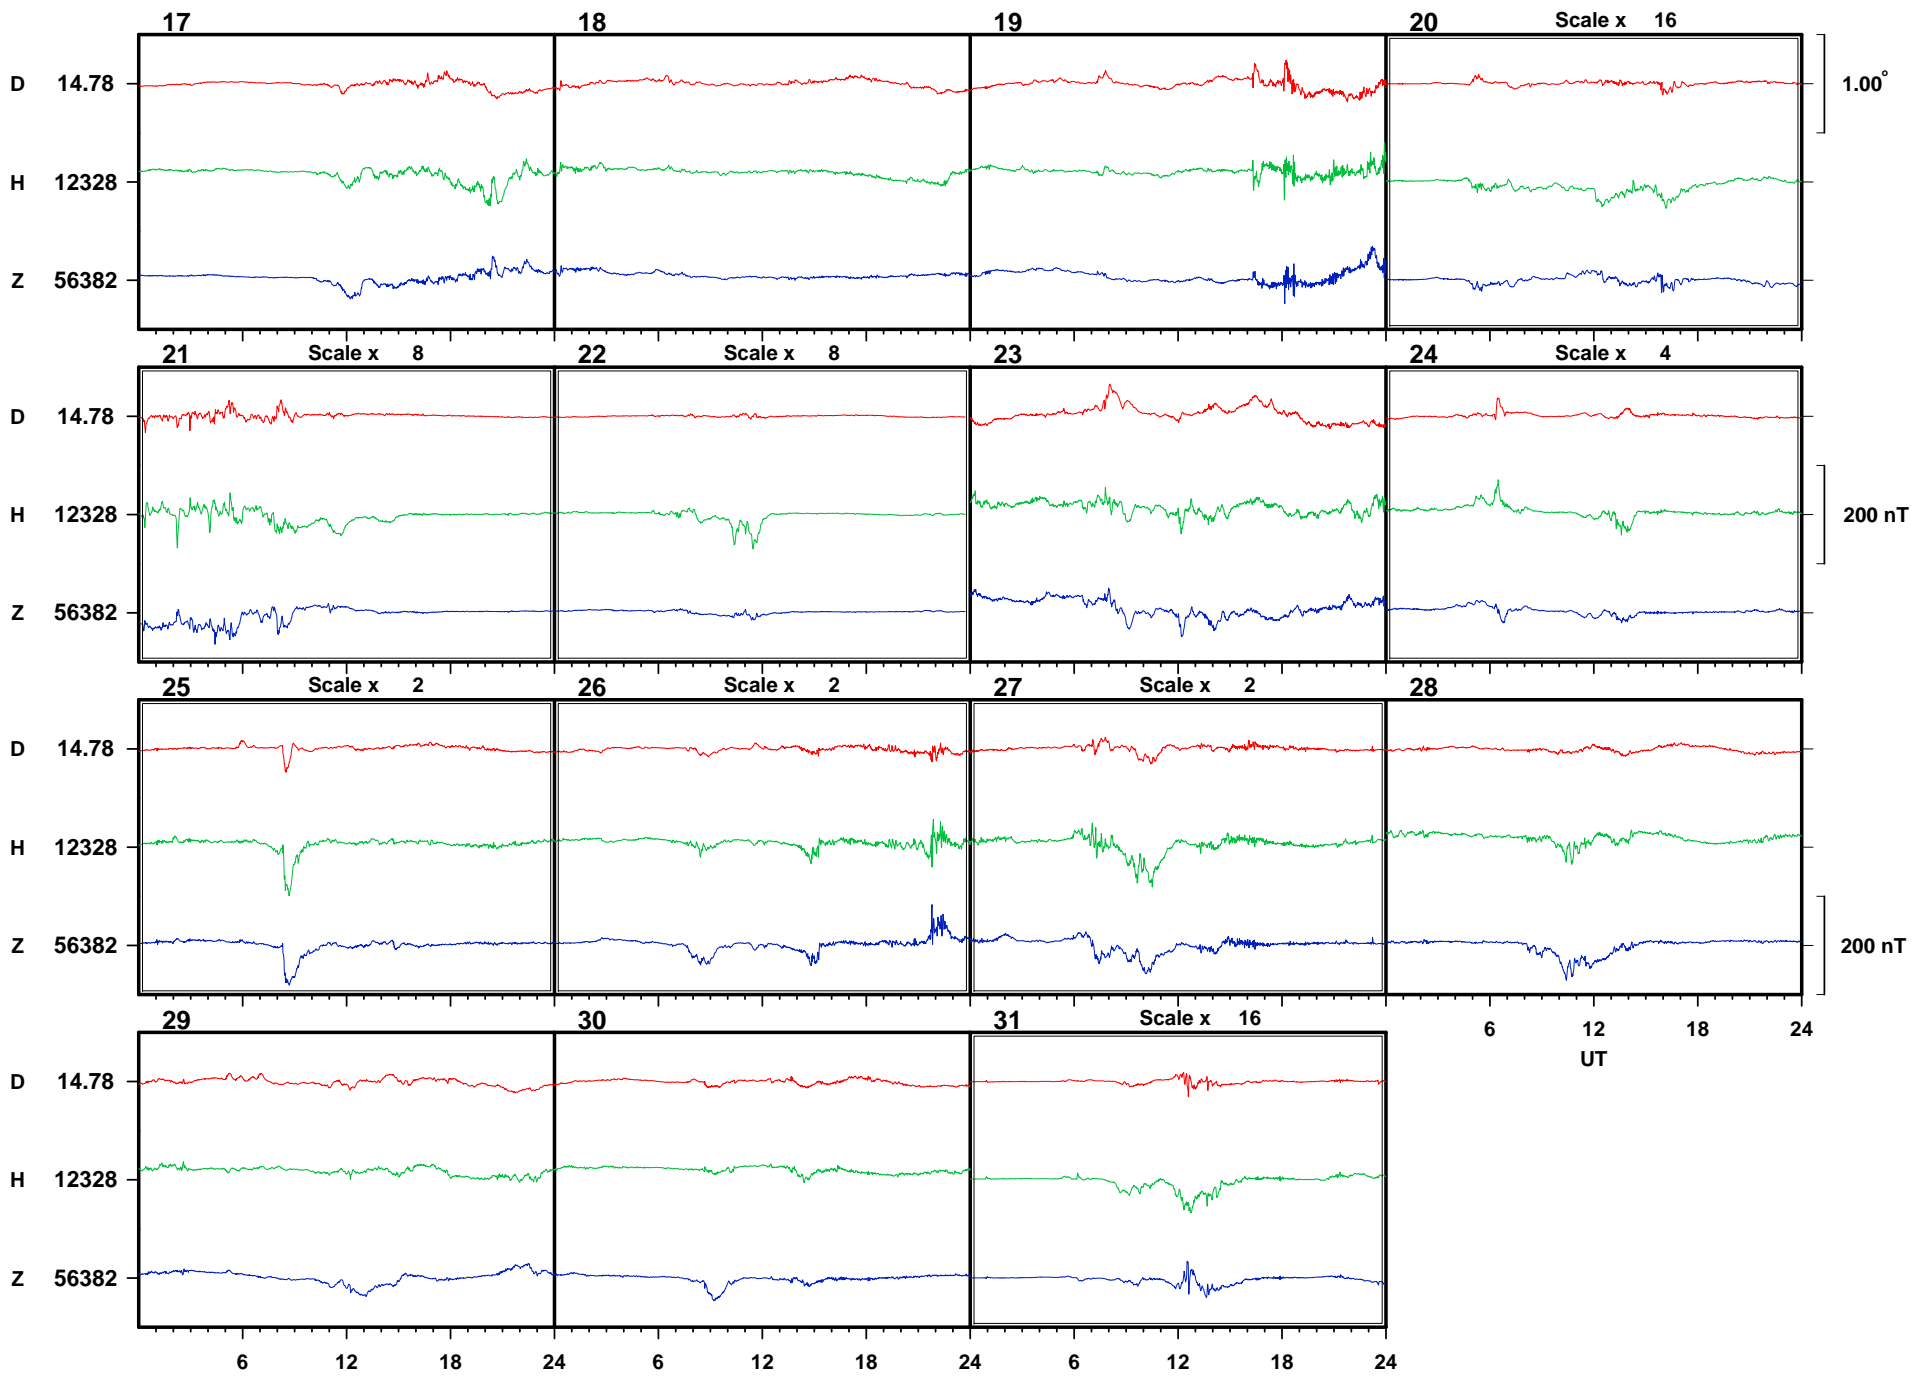 17 18 19 20 Scale x 16
D 14.78 1.00°
H 12328
Z 56382
21 Scale x 8 22 Scale x 8 23 24 Scale x 4
D 14.78
H 12328 200 nT
Z 56382
25 Scale x 2 26 Scale x 2 27 Scale x 2 28
D 14.78
H 12328
Z 56382 200 nT
6 12 18 24
UT
29 30 31 Scale x 16
D 14.78
H 12328
Z 56382
6 12 18 24 6 12 18 24 6 12 18 24